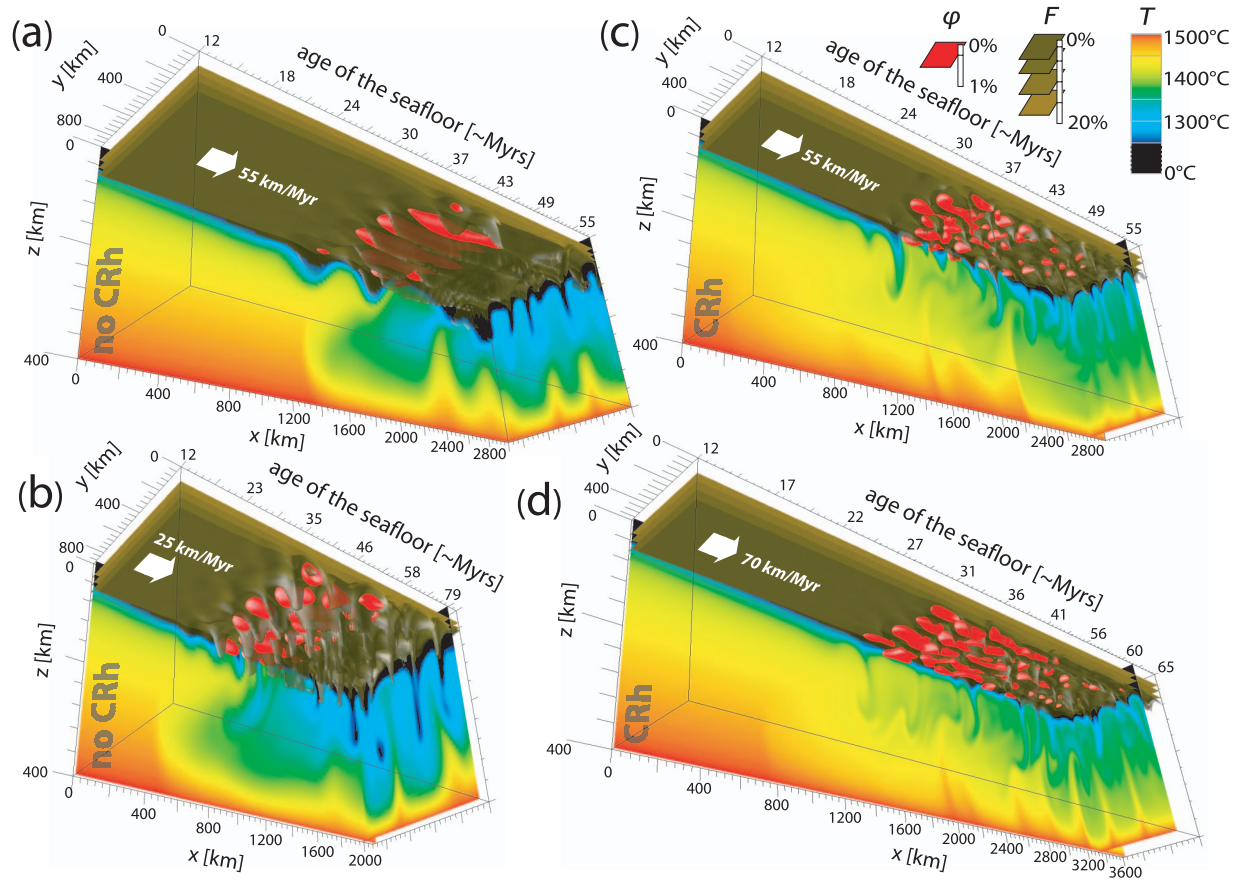 (a)
y [km]
0
400
800
0
12
18
24
30
37
43
49
55
age of the seafloor [~Myrs]
55 km/Myr
z [km]
400
no CRh
0
400
800
1200
1600
2000
2800
x [km]
(c)
y [km]
0
400
0
12
18
24
30
37
43
49
55
age of the seafloor [~Myrs]
55 km/Myr
z [km]
400
CRh
0
400
800
1200
1600
2000
2400
2800
x [km]
φ
0%
1%
F
0%
20%
T
1500°C
1400°C
1300°C
0°C
(b)
y [km]
0
400
800
0
12
23
35
46
58
79
age of the seafloor [~Myrs]
25 km/Myr
z [km]
400
no CRh
0
400
800
1200
1600
2000
x [km]
(d)
y [km]
0
400
0
12
17
22
27
31
36
41
56
60
65
age of the seafloor [~Myrs]
70 km/Myr
z [km]
400
CRh
0
400
1200
2000
2400
2800
3200
3600
x [km]